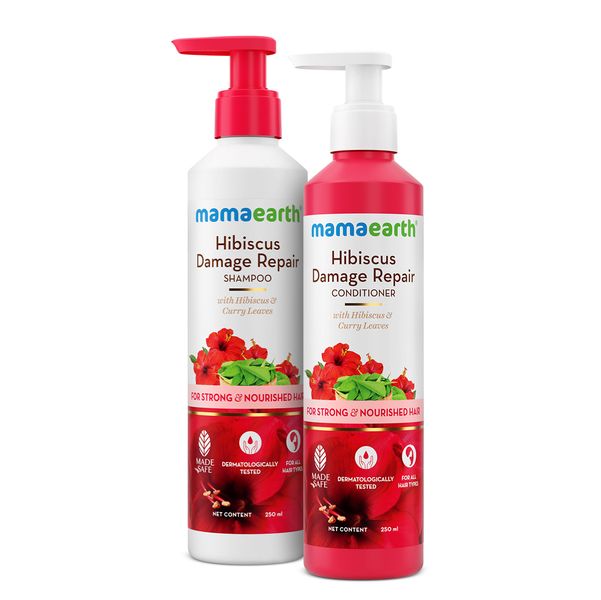 mamaearth®
Hibiscus
Damage Repair
SHAMPOO
with Hibiscus &
Curry Leaves
FOR STRONG & NOURISHED HAIR
MADE
SAFE
DERMATOLOGICALLY
TESTED
FOR ALL
HAIR TYPES
NET CONTENT 250 ml
mamaearth®
Hibiscus
Damage Repair
CONDITIONER
with Hibiscus &
Curry Leaves
FOR STRONG & NOURISHED HAIR
MADE
SAFE
DERMATOLOGICALLY
TESTED
FOR ALL
HAIR TYPES
NET CONTENT 250 ml